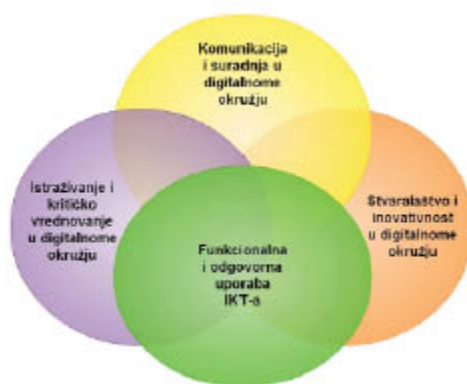 Komunikacija
i suradnja u
digitalnome
okružju
Istraživanje i
kritičko
vrednovanje
u digitalnome
okružju
Stvaralaštvo i
inovativnost
u digitalnome
okružju
Funkcionalna
i odgovorna
uporaba
IKT-a